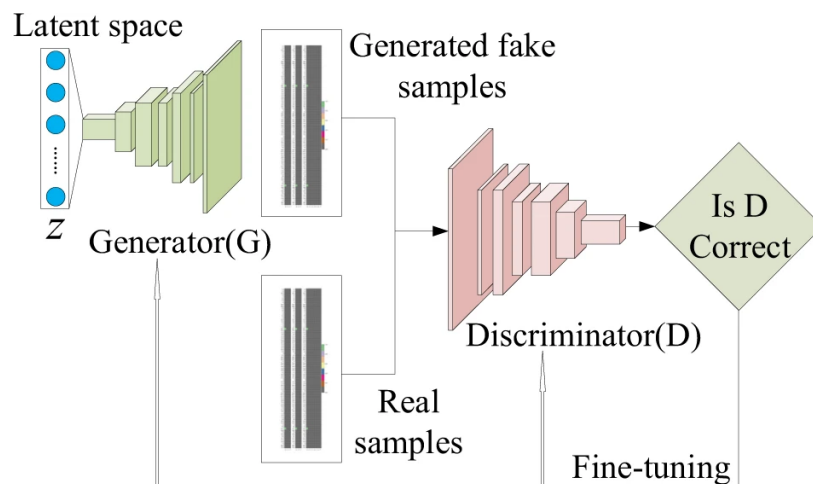 Latent space
z
Generator(G)
Generated fake
samples
Real
samples
Discriminator(D)
Is D
Correct
Fine-tuning